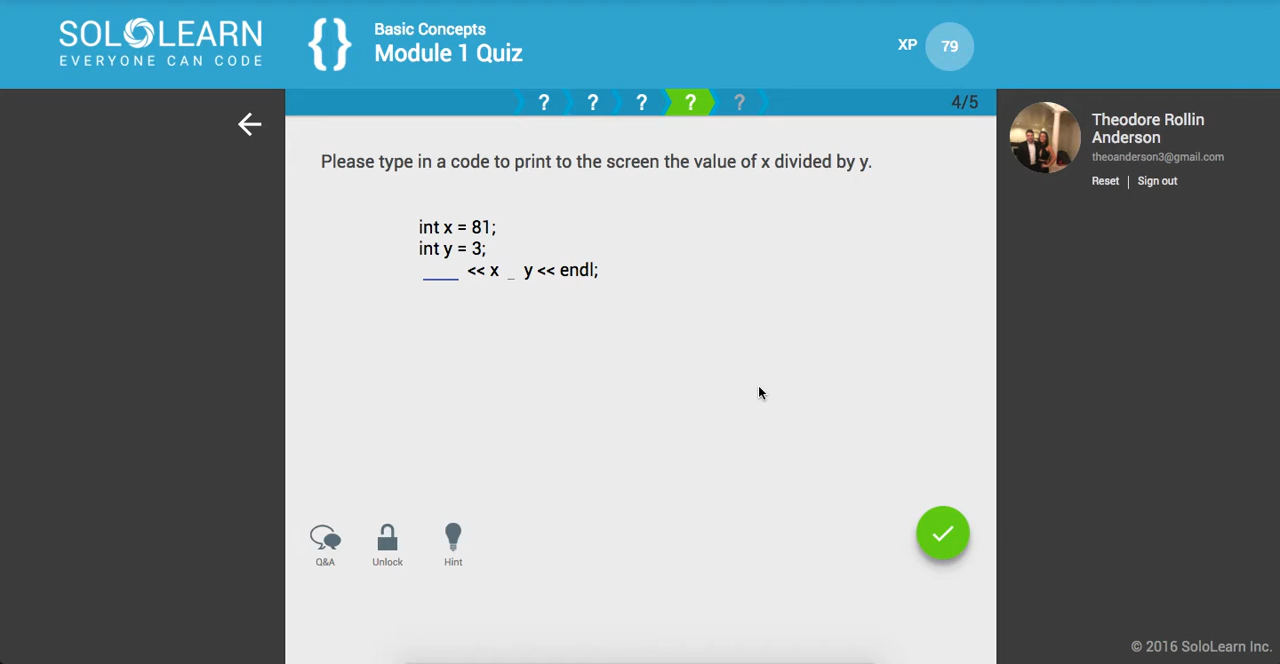 SOLOLEARN
EVERYONE CAN CODE
{ }
Basic Concepts
Module 1 Quiz
XP 79
? ? ? ? ? 4/5
Theodore Rollin
Anderson
theoanderson3@gmail.com
Reset | Sign out
Please type in a code to print to the screen the value of x divided by y.
int x = 81;
int y = 3;
____ << x _ y << endl;
Q&A
Unlock
Hint
© 2016 SoloLearn Inc.